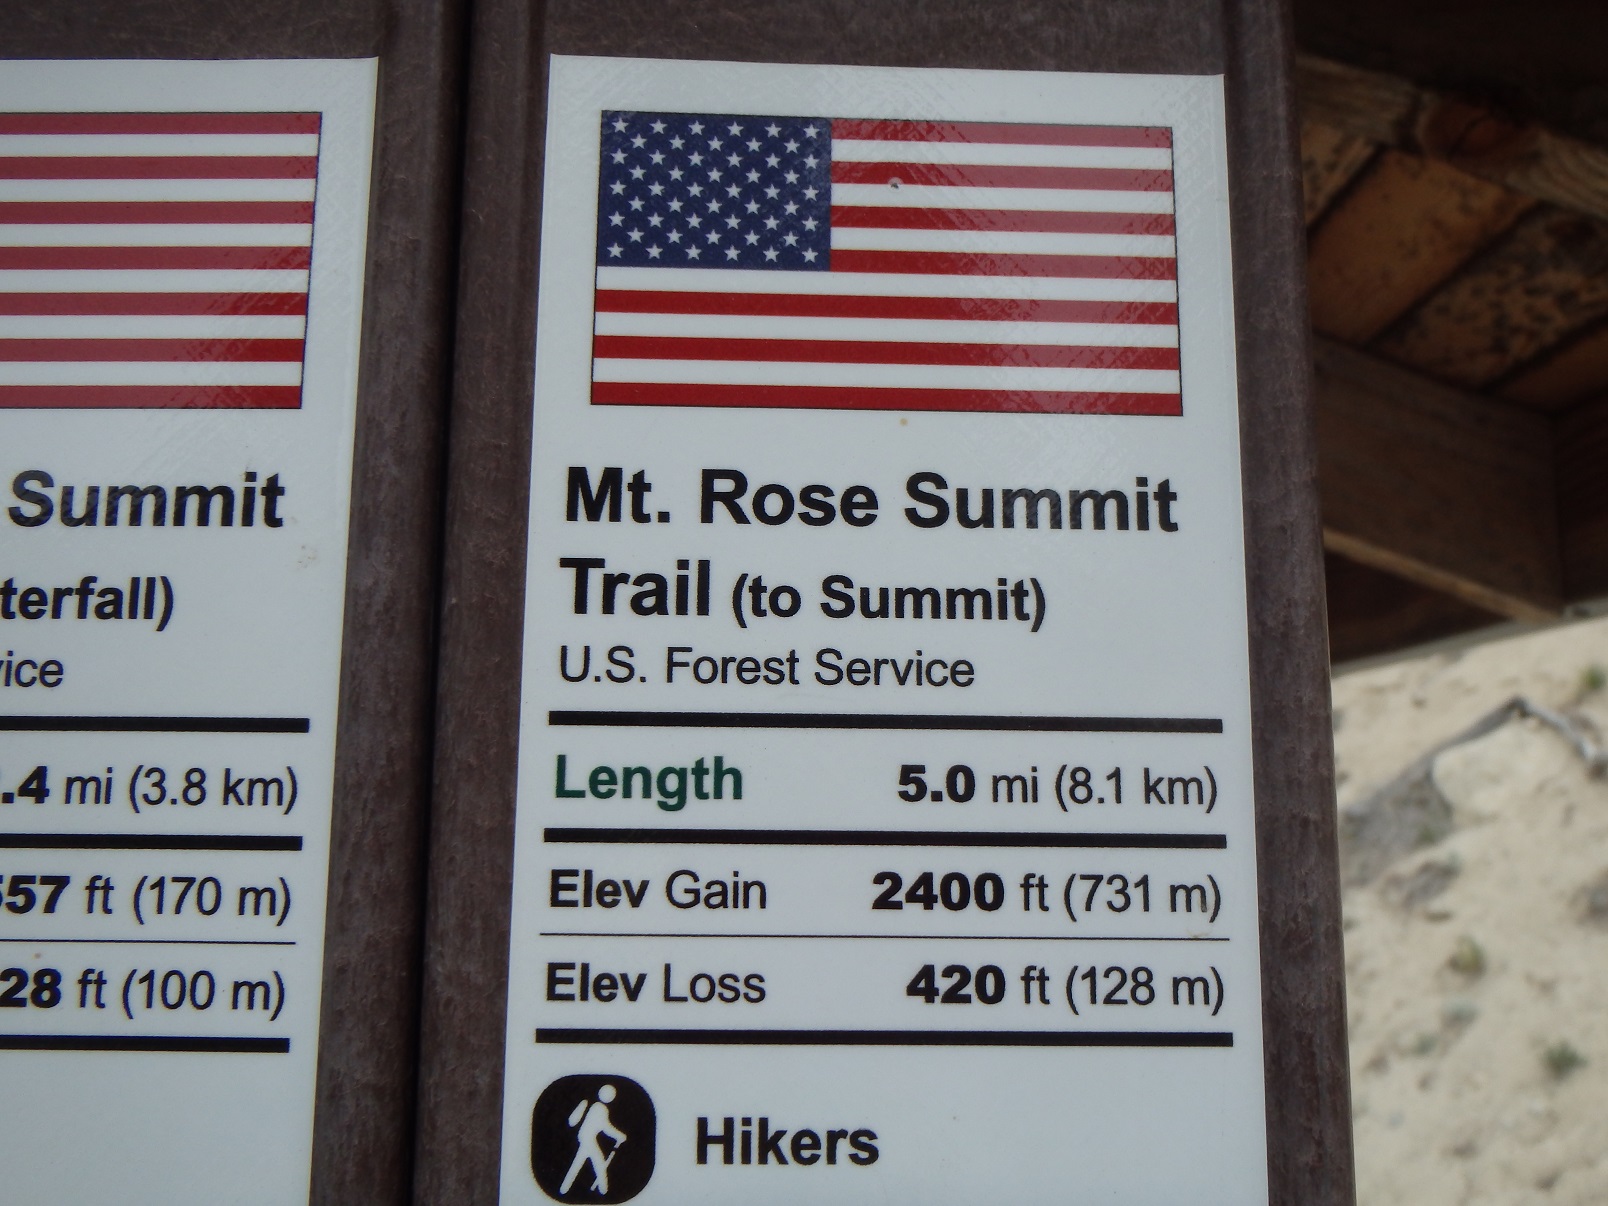 Summit
terfall)
vice
.4 mi (3.8 km)
557 ft (170 m)
28 ft (100 m)
Mt. Rose Summit
Trail (to Summit)
U.S. Forest Service
Length 5.0 mi (8.1 km)
Elev Gain 2400 ft (731 m)
Elev Loss 420 ft (128 m)
Hikers